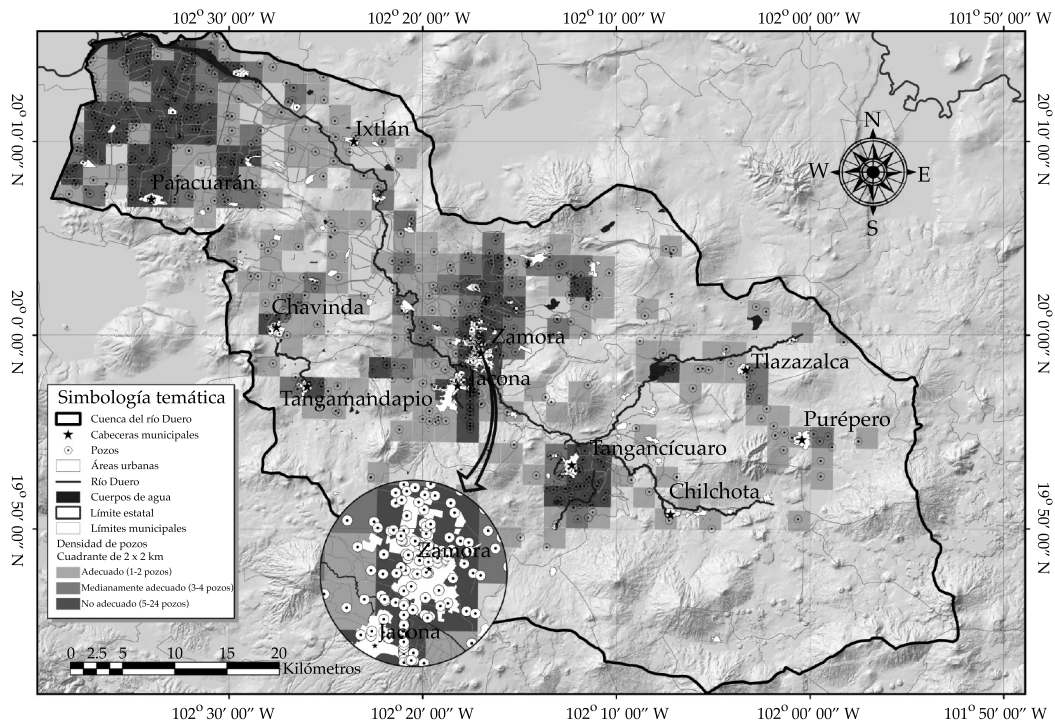 102° 30' 00" W
102° 20' 00" W
102° 10' 00" W
102° 00' 00" W
101° 50' 00" W
20° 10' 00" N
20° 0' 00" N
19° 50' 00" N
20° 10' 00" N
20° 0' 00" N
19° 50' 00" N
N
W
E
S
Ixtlán
Pajacuarán
Chavinda
Zamora
Jacona
Tangamandapio
Tlazazalca
Purépero
Tangancícuaro
Chilchota
Zamora
Jacona
Simbología temática
Cuenca del río Duero
Cabeceras municipales
Pozos
Áreas urbanas
Río Duero
Cuerpos de agua
Límite estatal
Límites municipales
Densidad de pozos
Cuadrante de 2 x 2 km
Adecuado (1-2 pozos)
Medianamente adecuado (3-4 pozos)
No adecuado (5-24 pozos)
0 2.5 5 10 15 20
Kilómetros
102° 30' 00" W
102° 20' 00" W
102° 10' 00" W
102° 00' 00" W
101° 50' 00" W